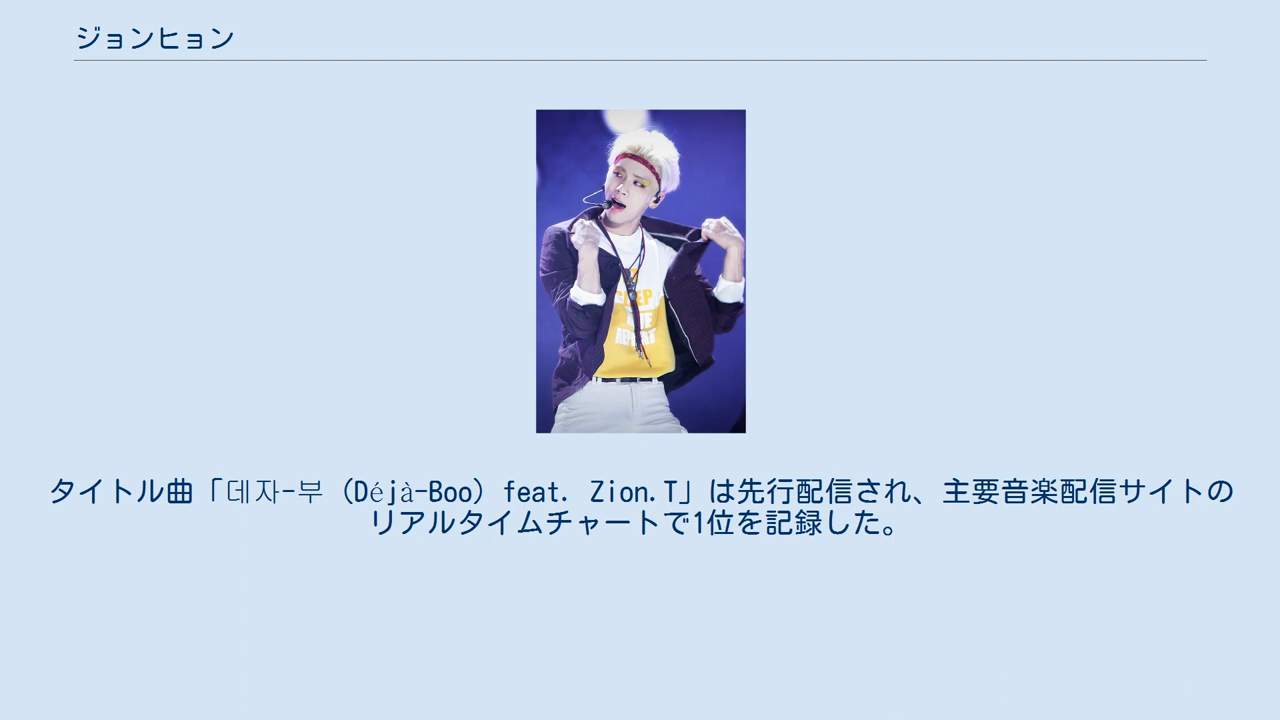 ジョンヒョン
REPEAT
タイトル曲「데자-부（Déjà-Boo）feat. Zion.T」は先行配信され、主要音楽配信サイトの
リアルタイムチャートで1位を記録した。